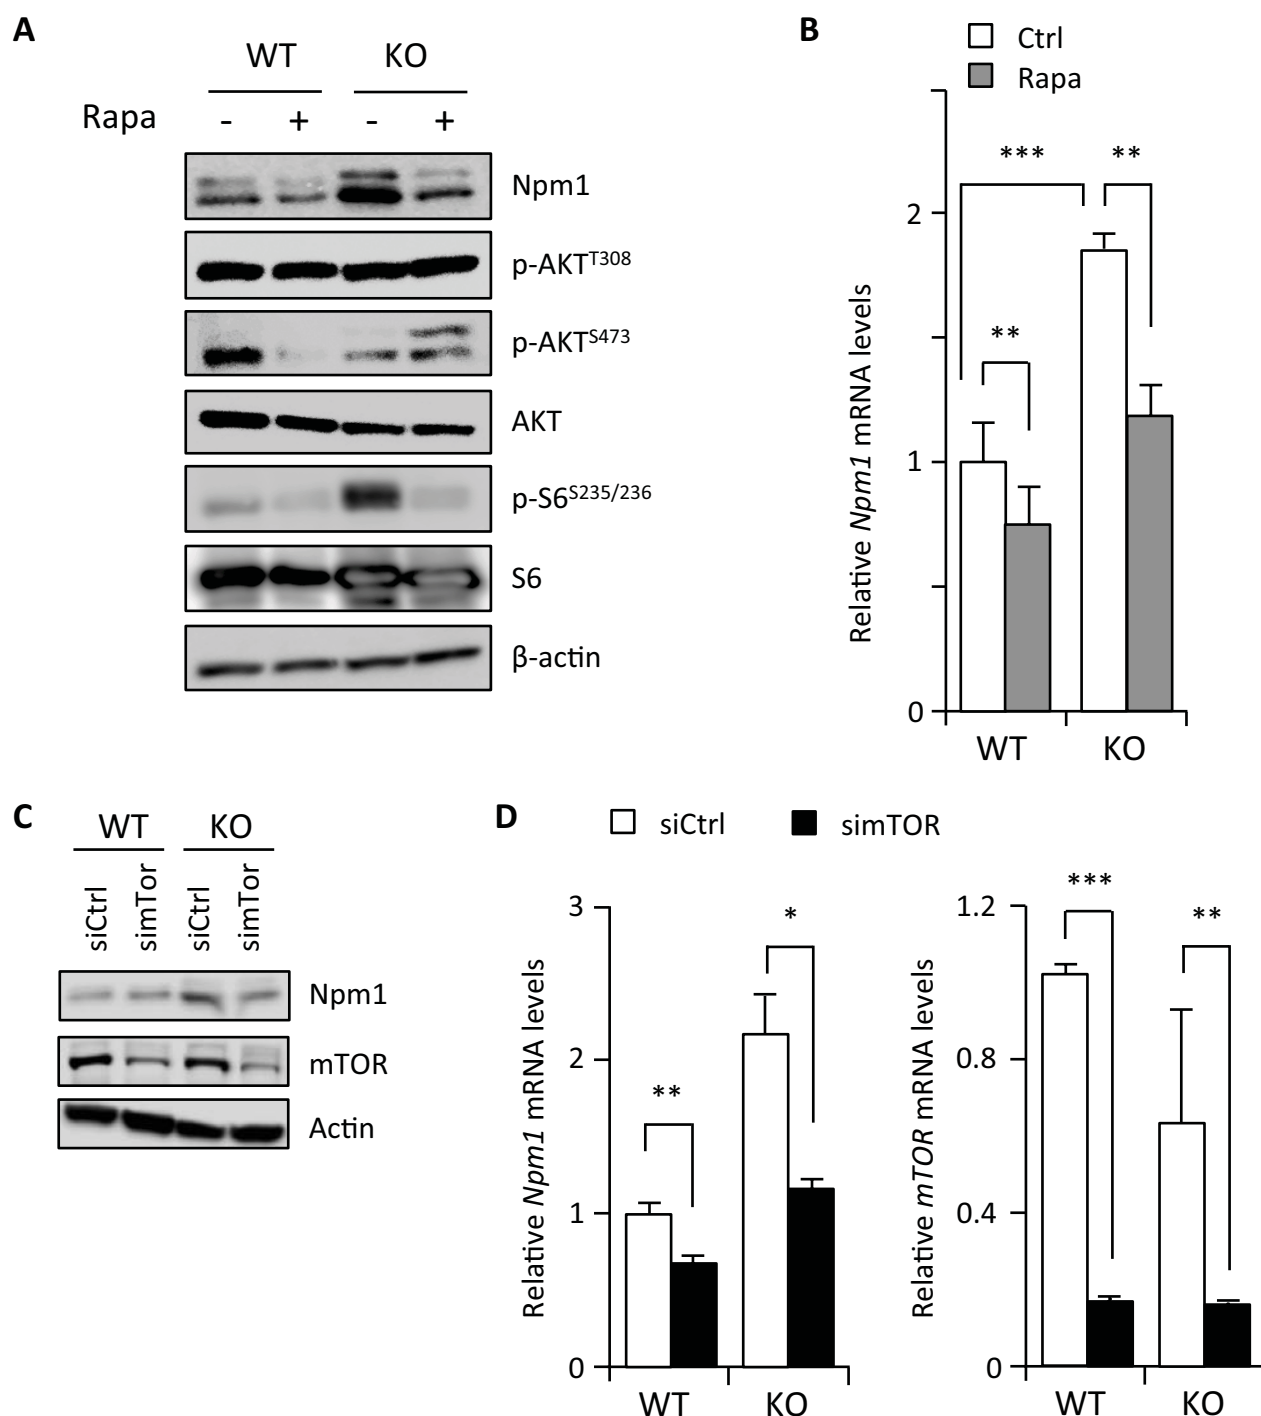 A
WT KO
Rapa - + - +
Npm1
p-AKT^T308
p-AKT^S473
AKT
p-S6^S235/236
S6
β-actin
B
Ctrl
Rapa
Relative Npm1 mRNA levels
2
1
0
*** **
**
WT KO
C
WT KO
siCtrl simTor siCtrl simTor
Npm1
mTOR
Actin
D
siCtrl simTOR
Relative Npm1 mRNA levels
3
2
1
0
*
**
WT KO
Relative mTOR mRNA levels
1.2
0.8
0.4
0
***
**
WT KO